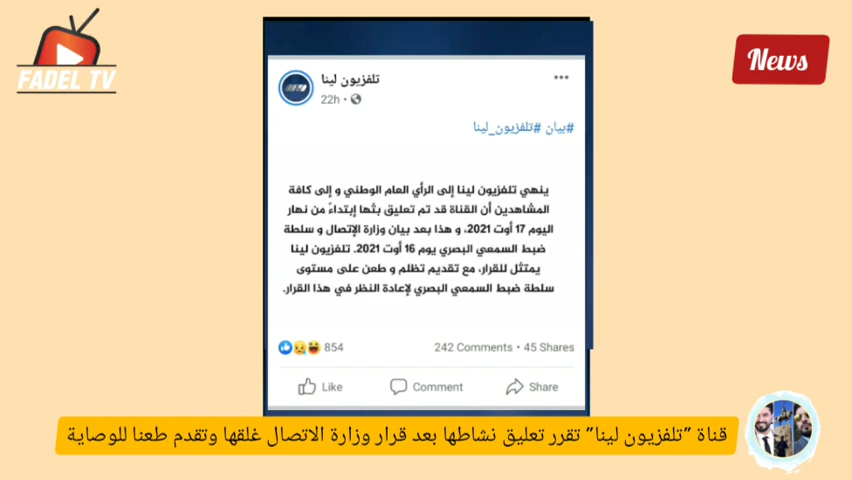 FADEL TV
News
تلفزيون لينا
22h
#بيان #تلفزيون_لينا
ينهي تلفزيون لينا إلى الرأي العام الوطني و إلى كافة
المشاهدين أن القناة قد تم تعليق بثها إبتداءً من نهار
اليوم 17 أوت 2021، و هذا بعد بيان وزارة الإتصال و سلطة
ضبط السمعي البصري يوم 16 أوت 2021. تلفزيون لينا
يمتثل للقرار، مع تقديم تظلم و طعن على مستوى
سلطة ضبط السمعي البصري لإعادة النظر في هذا القرار.
854 242 Comments • 45 Shares
Like Comment Share
قناة "تلفزيون لينا" تقرر تعليق نشاطها بعد قرار وزارة الاتصال غلقها وتقدم طعنا للوصاية